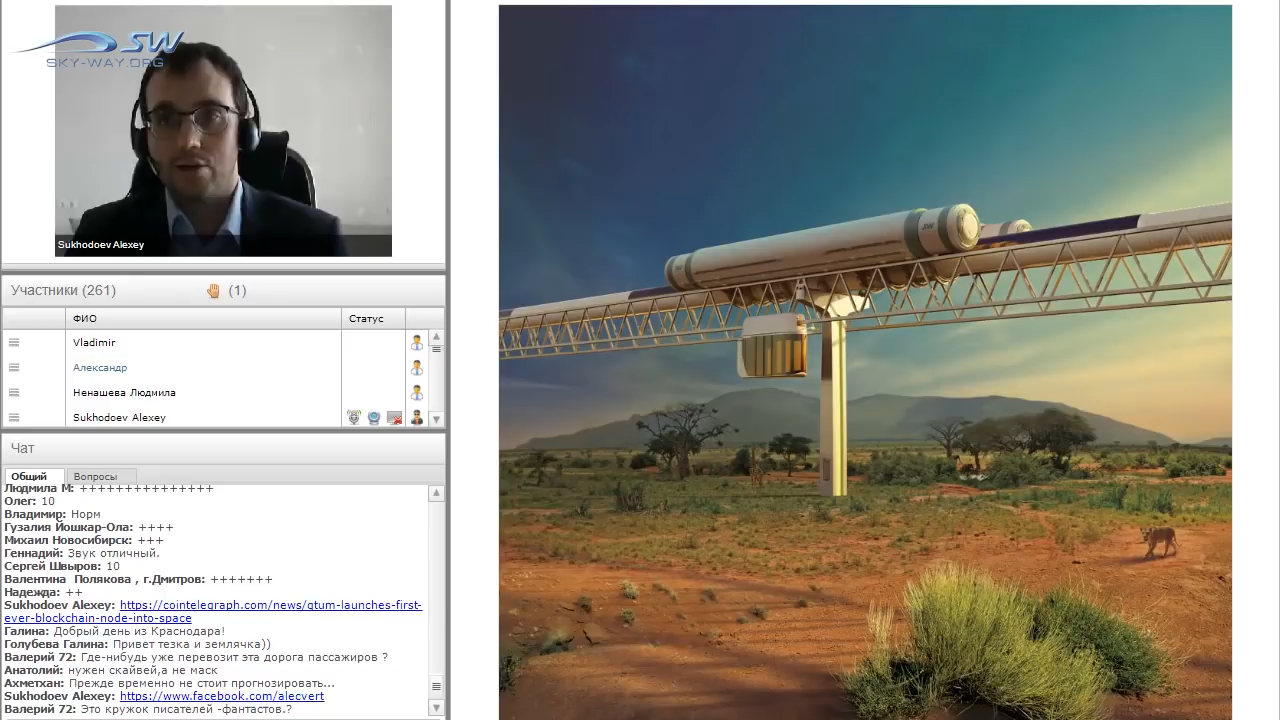 SW
SKY-WAY.ORG
Sukhodoev Alexey
Участники (261)
(1)
ФИО
Статус
Vladimir
Александр
Ненашева Людмила
Sukhodoev Alexey
Чат
Общий
Вопросы
Людмила М: +++++++++++++++
Олег: 10
Владимир: Норм
Гузалия Йошкар-Ола: ++++
Михаил Новосибирск: +++
Геннадий: Звук отличный.
Сергей Швыров: 10
Валентина Полякова , г.Дмитров: +++++++
Надежда: ++
Sukhodoev Alexey: https://cointelegraph.com/news/qtum-launches-first-
ever-blockchain-node-into-space
Галина: Добрый день из Краснодара!
Голубева Галина: Привет тезка и землячка))
Валерий 72: Где-нибудь уже перевозит эта дорога пассажиров ?
Анатолий: нужен скайвей,а не маск
Ахметхан: Прежде временно не стоит прогнозировать...
Sukhodoev Alexey: https://www.facebook.com/alecvert
Валерий 72: Это кружок писателей -фантастов.?
SW